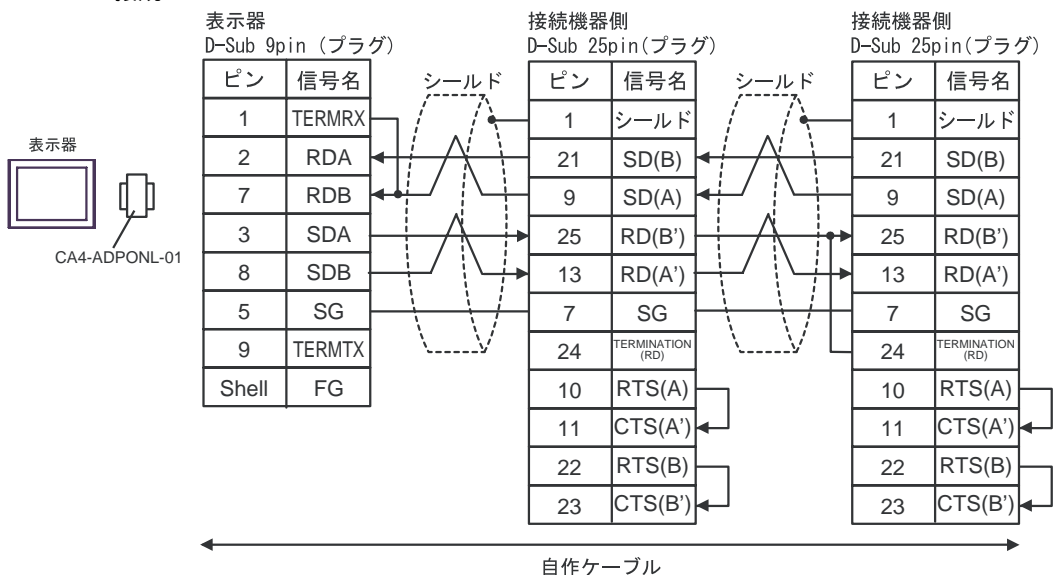 表示器
D-Sub 9pin (プラグ)
ピン 信号名
1 TERMRX
2 RDA
7 RDB
3 SDA
8 SDB
5 SG
9 TERMTX
Shell FG
シールド
接続機器側
D-Sub 25pin(プラグ)
ピン 信号名
1 シールド
21 SD(B)
9 SD(A)
25 RD(B')
13 RD(A')
7 SG
24 TERMINATION
(RD)
10 RTS(A)
11 CTS(A')
22 RTS(B)
23 CTS(B')
シールド
接続機器側
D-Sub 25pin(プラグ)
ピン 信号名
1 シールド
21 SD(B)
9 SD(A)
25 RD(B')
13 RD(A')
7 SG
24 TERMINATION
(RD)
10 RTS(A)
11 CTS(A')
22 RTS(B)
23 CTS(B')
表示器
CA4-ADPONL-01
自作ケーブル